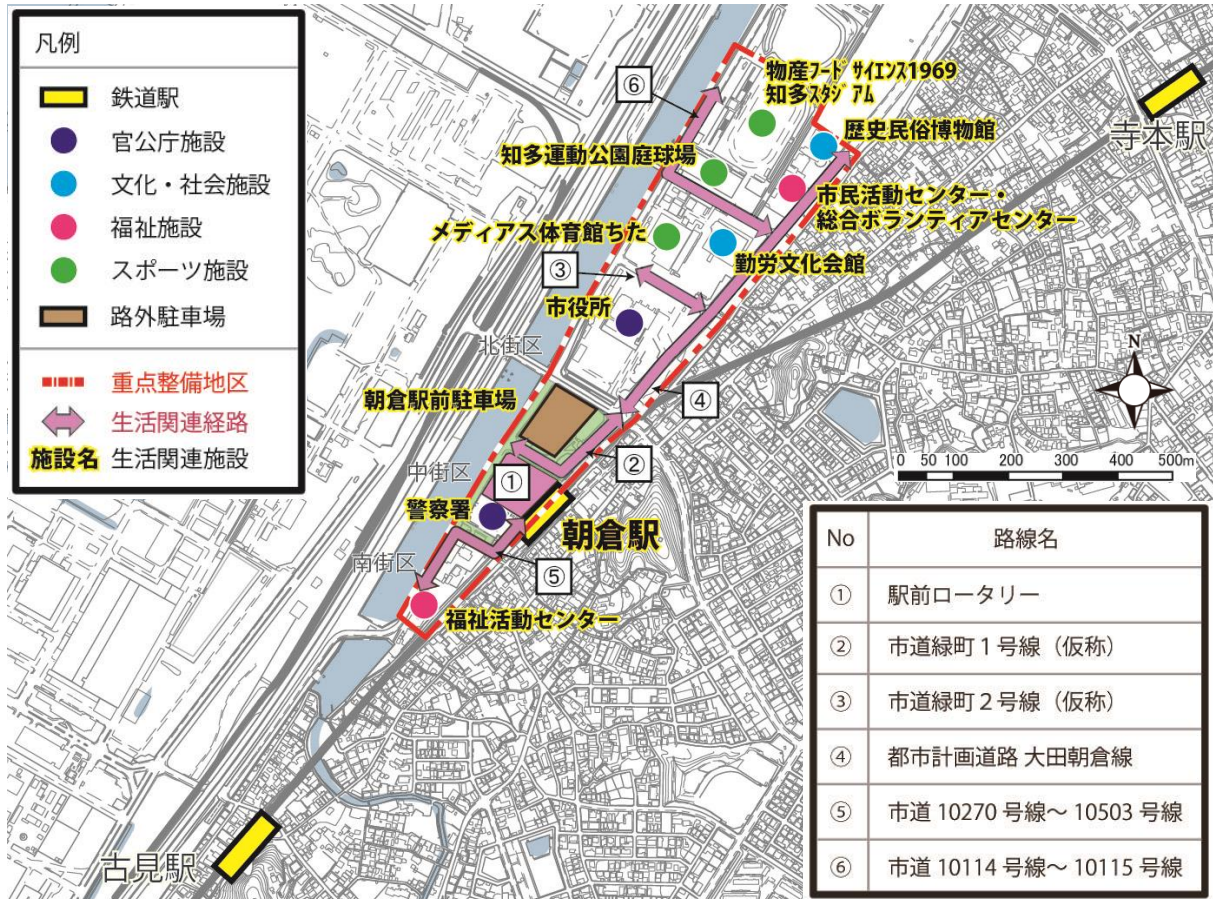 凡例
鉄道駅
官公庁施設
文化・社会施設
福祉施設
スポーツ施設
路外駐車場
重点整備地区
生活関連経路
施設名 生活関連施設
物産フードサイエンス1969
知多スタジアム
⑥
歴史民俗博物館
寺本駅
知多運動公園庭球場
市民活動センター・
総合ボランティアセンター
メディアス体育館ちた
勤労文化会館
③
市役所
北街区
N
朝倉駅前駐車場
④
②
0 50 100 200 300 400 500m
中街区
①
警察署
朝倉駅
南街区
⑤
福祉活動センター
古見駅
No 路線名
① 駅前ロータリー
② 市道緑町1号線（仮称）
③ 市道緑町2号線（仮称）
④ 都市計画道路 大田朝倉線
⑤ 市道 10270 号線～ 10503 号線
⑥ 市道 10114 号線～ 10115 号線